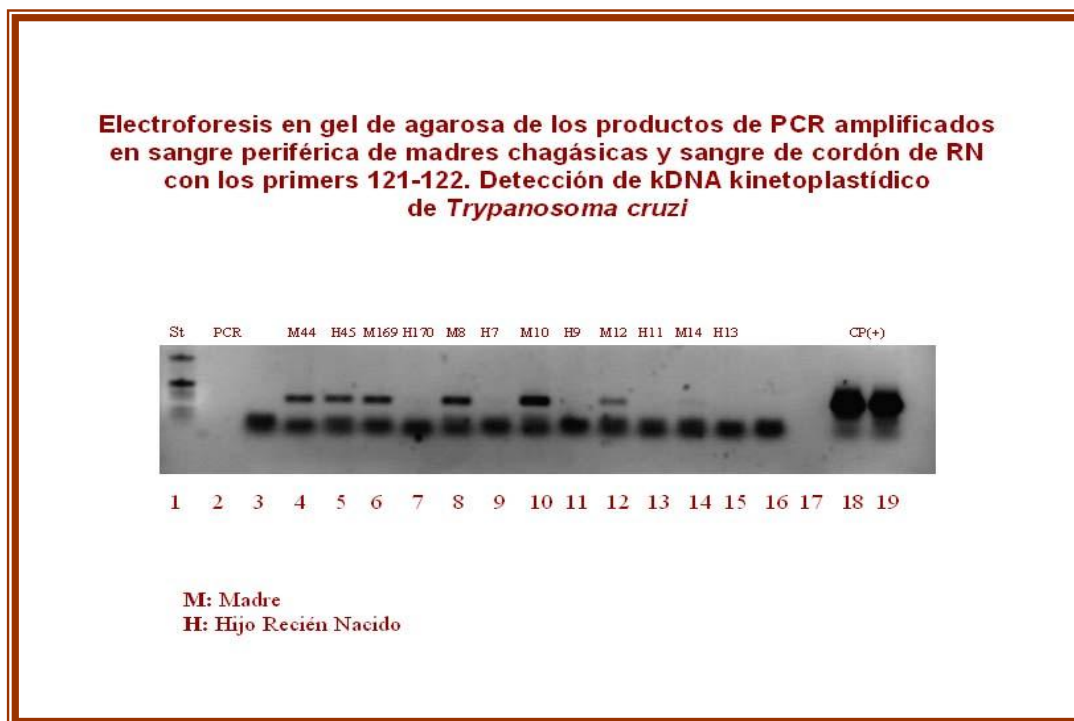 Electroforesis en gel de agarosa de los productos de PCR amplificados
en sangre periférica de madres chagásicas y sangre de cordón de RN
con los primers 121-122. Detección de kDNA kinetoplastídico
de Trypanosoma cruzi
St PCR M44 H45 M169 H170 M8 H7 M10 H9 M12 H11 M14 H13 CP(+)
1 2 3 4 5 6 7 8 9 10 11 12 13 14 15 16 17 18 19
M: Madre
H: Hijo Recién Nacido